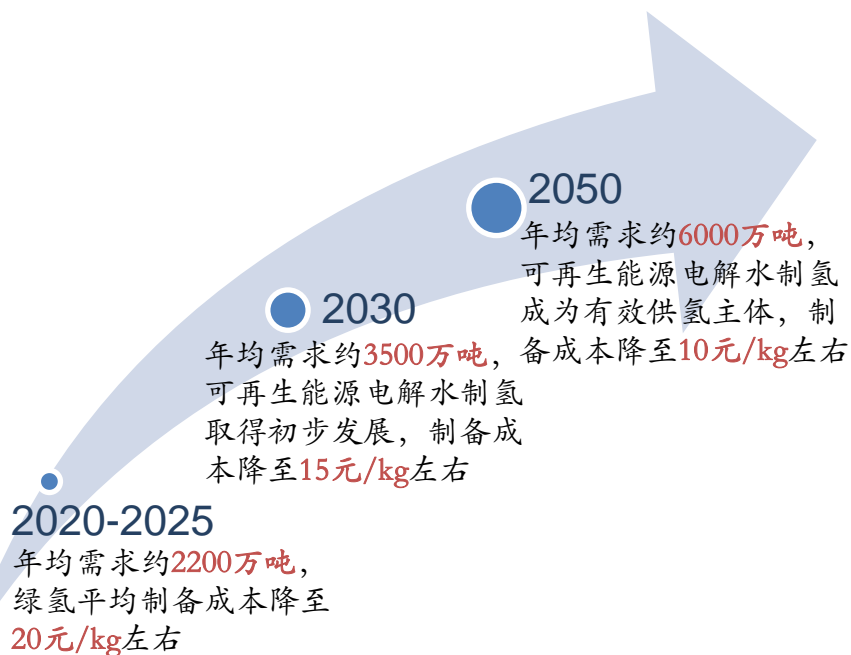 2050
年均需求约6000万吨，
可再生能源电解水制氢
成为有效供氢主体，制
备成本降至10元/kg左右
2030
年均需求约3500万吨，
可再生能源电解水制氢
取得初步发展，制备成
本降至15元/kg左右
2020-2025
年均需求约2200万吨，
绿氢平均制备成本降至
20元/kg左右